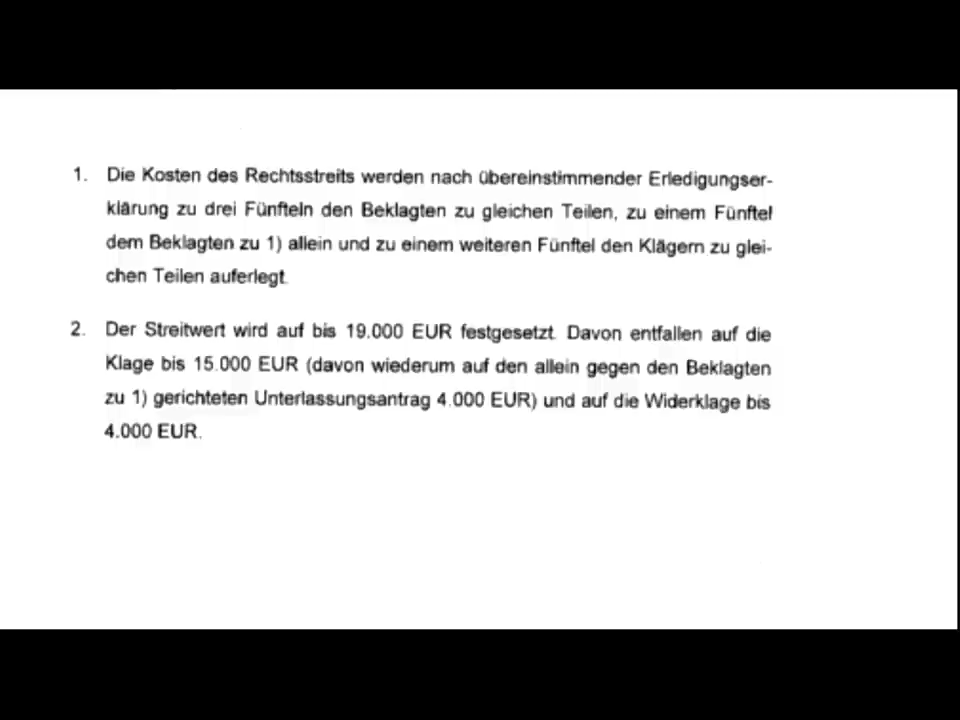 1. Die Kosten des Rechtsstreits werden nach übereinstimmender Erledigungser-
klärung zu drei Fünfteln den Beklagten zu gleichen Teilen, zu einem Fünftel
dem Beklagten zu 1) allein und zu einem weiteren Fünftel den Klägern zu glei-
chen Teilen auferlegt.
2. Der Streitwert wird auf bis 19.000 EUR festgesetzt. Davon entfallen auf die
Klage bis 15.000 EUR (davon wiederum auf den allein gegen den Beklagten
zu 1) gerichteten Unterlassungsantrag 4.000 EUR) und auf die Widerklage bis
4.000 EUR.